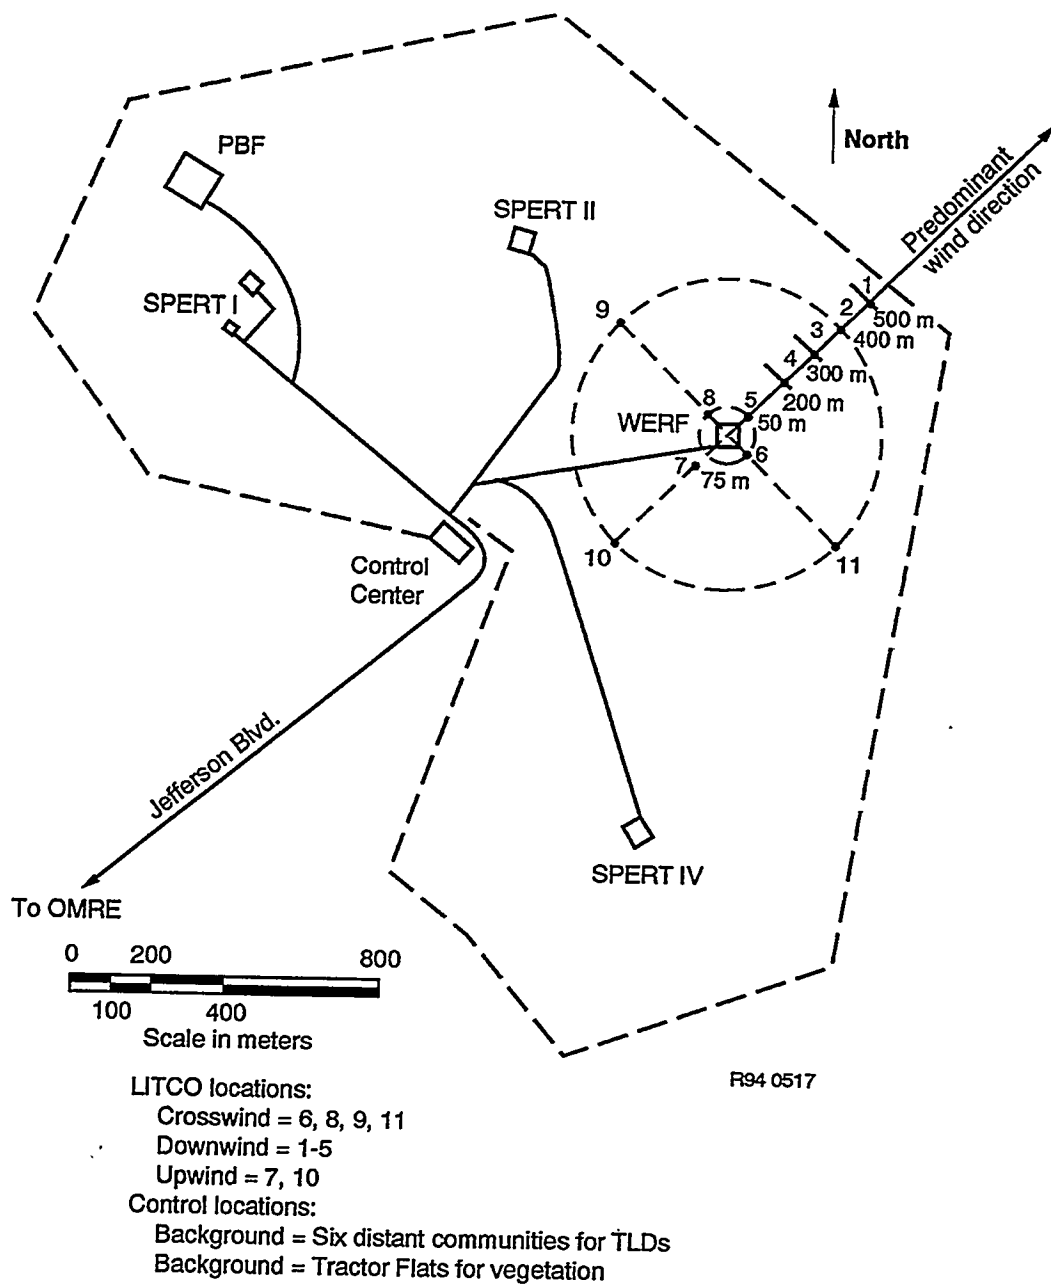 PBF
North
Predominant
wind direction
SPERT II
SPERT I
9
1
2
500 m
3
400 m
4
300 m
200 m
8
5
WERF
50 m
6
7
75 m
10
11
Control
Center
Jefferson Blvd.
SPERT IV
To OMRE
0 200 800
100 400
Scale in meters
R94 0517
LITCO locations:
Crosswind = 6, 8, 9, 11
Downwind = 1-5
Upwind = 7, 10
Control locations:
Background = Six distant communities for TLDs
Background = Tractor Flats for vegetation